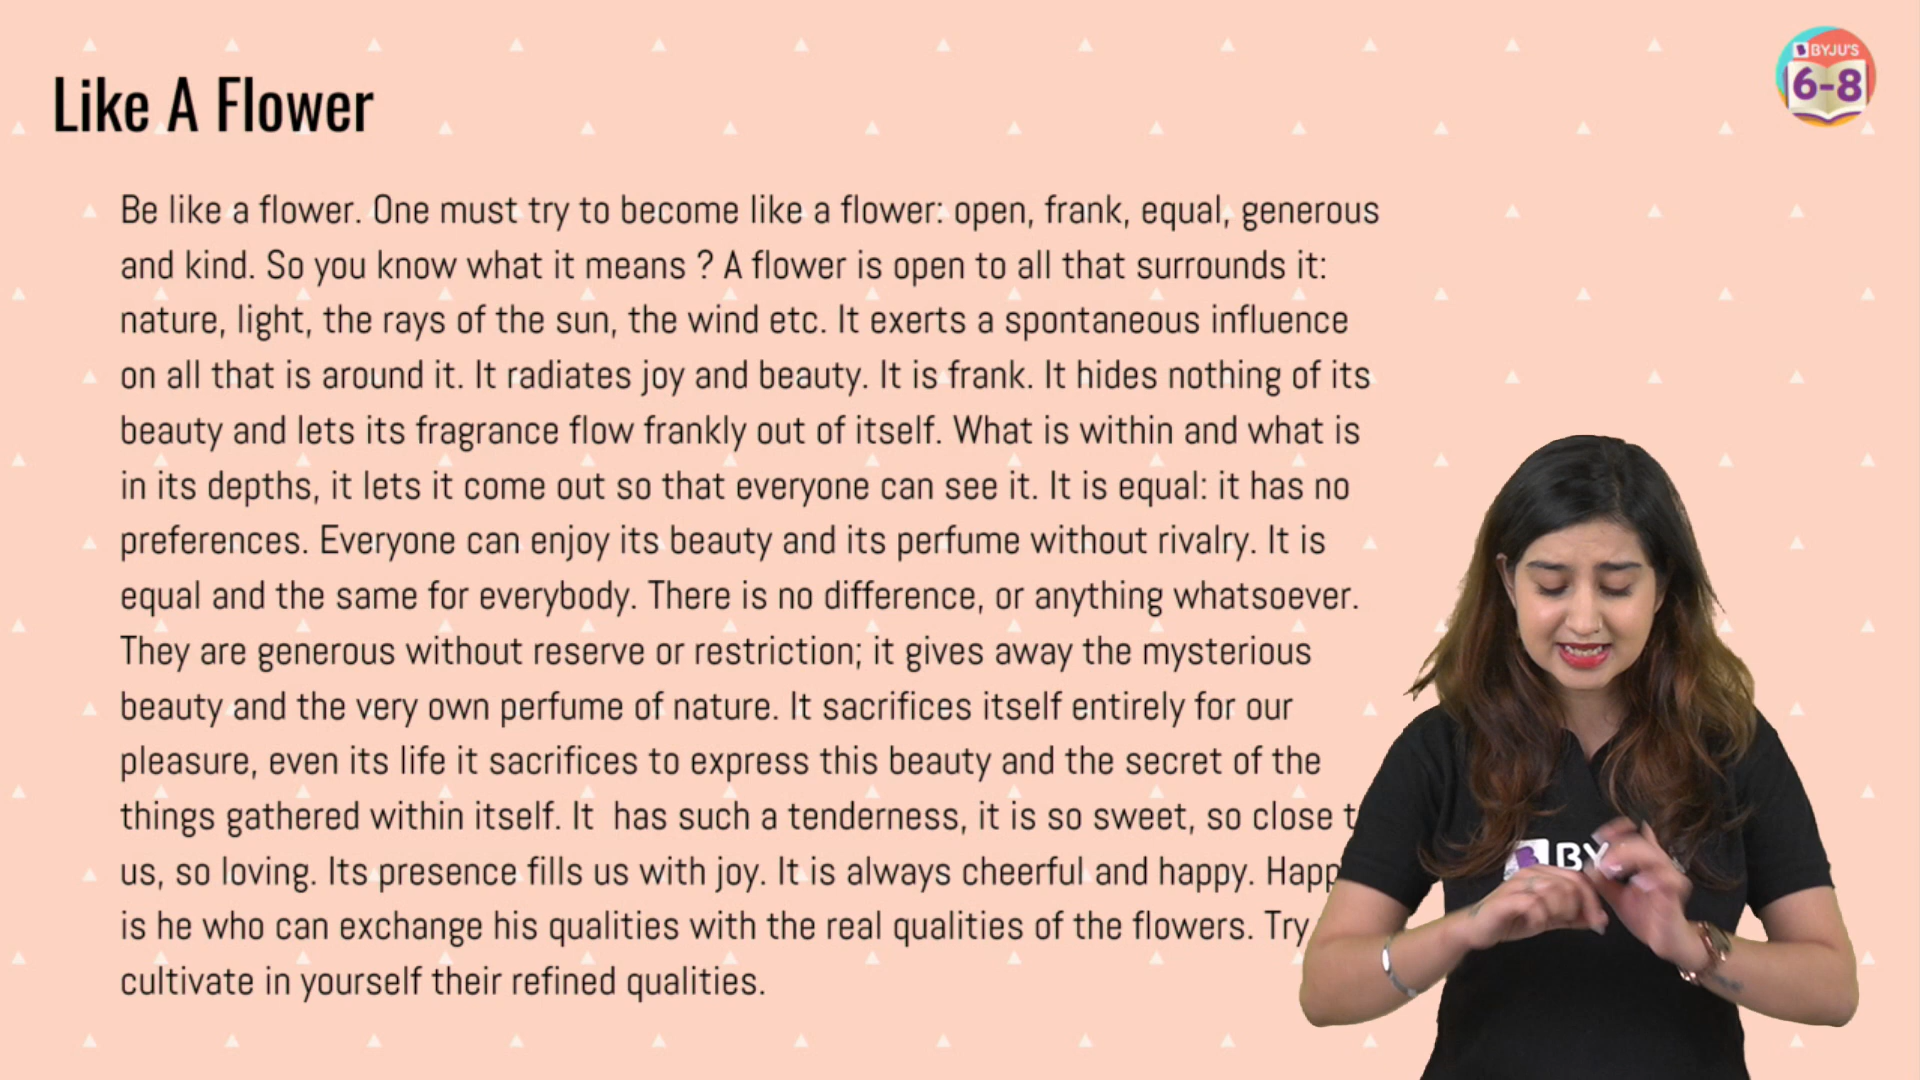 BYJU'S
6-8
Like A Flower
Be like a flower. One must try to become like a flower: open, frank, equal, generous
and kind. So you know what it means ? A flower is open to all that surrounds it:
nature, light, the rays of the sun, the wind etc. It exerts a spontaneous influence
on all that is around it. It radiates joy and beauty. It is frank. It hides nothing of its
beauty and lets its fragrance flow frankly out of itself. What is within and what is
in its depths, it lets it come out so that everyone can see it. It is equal: it has no
preferences. Everyone can enjoy its beauty and its perfume without rivalry. It is
equal and the same for everybody. There is no difference, or anything whatsoever.
They are generous without reserve or restriction; it gives away the mysterious
beauty and the very own perfume of nature. It sacrifices itself entirely for our
pleasure, even its life it sacrifices to express this beauty and the secret of the
things gathered within itself. It has such a tenderness, it is so sweet, so close
us, so loving. Its presence fills us with joy. It is always cheerful and happy.
is he who can exchange his qualities with the real qualities of the flowers. Try
cultivate in yourself their refined qualities.